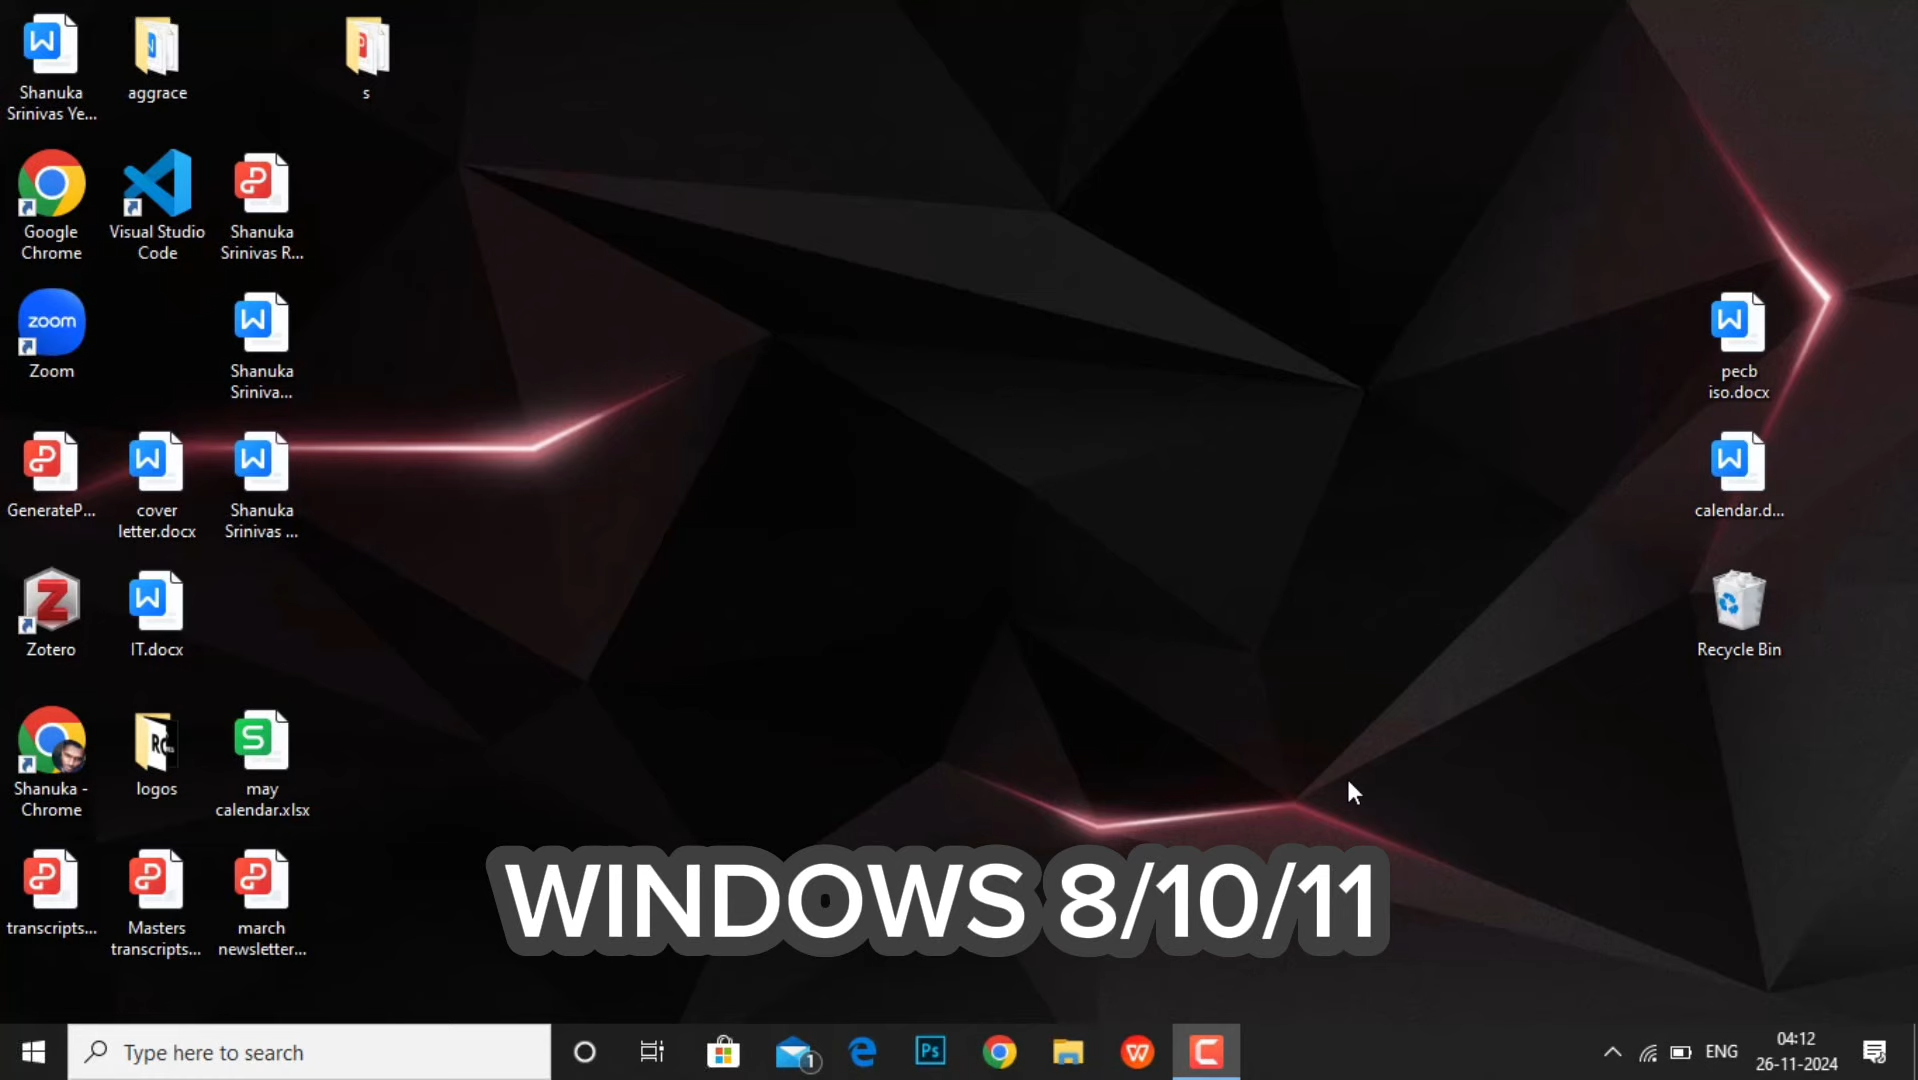 Shanuka
Srinivas Ye...
aggrace
s
Google
Chrome
Visual Studio
Code
Shanuka
Srinivas R...
zoom
Zoom
Shanuka
Sriniva...
pecb
iso.docx
GenerateP...
cover
letter.docx
Shanuka
Srinivas ...
calendar.d...
Zotero
IT.docx
Recycle Bin
Shanuka -
Chrome
logos
may
calendar.xlsx
transcripts...
Masters
transcripts...
march
newsletter...
WINDOWS 8/10/11
Type here to search
1
Ps
ENG
04:12
26-11-2024